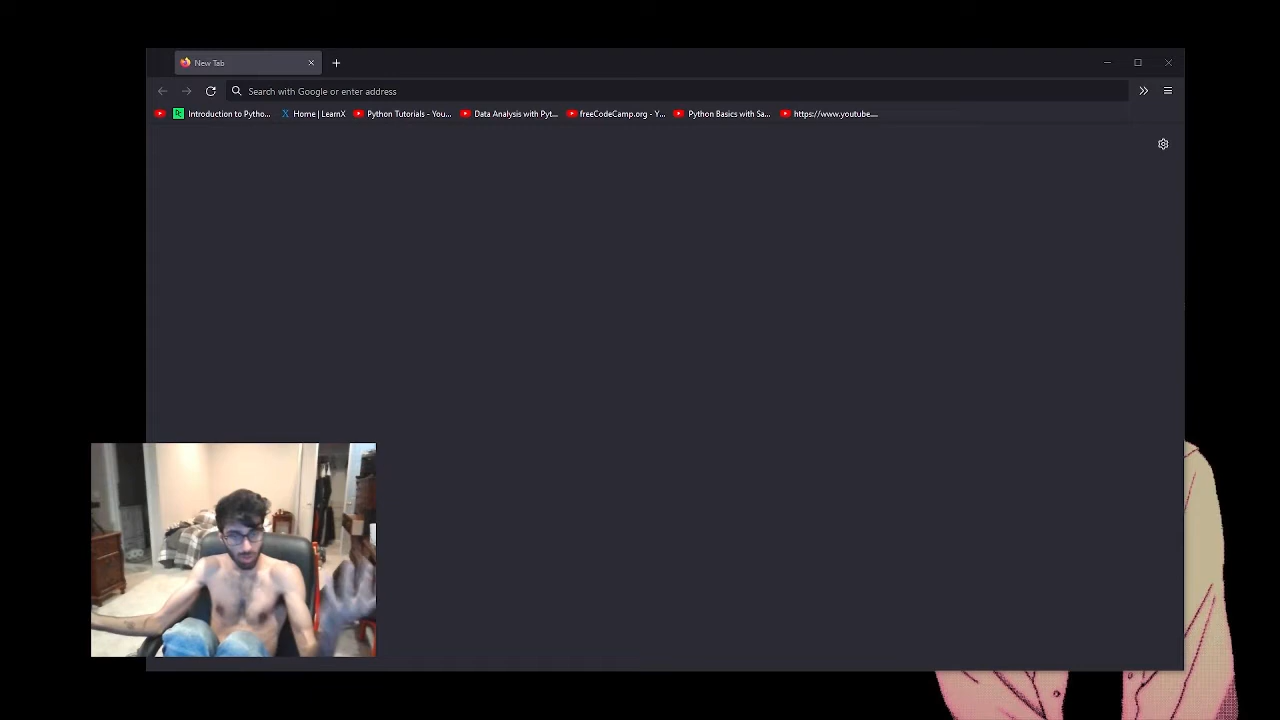 New Tab
Search with Google or enter address
Introduction to Pytho... Home | LearnX Python Tutorials - You... Data Analysis with Pyt... freeCodeCamp.org - Y... Python Basics with Sa... https://www.youtube....